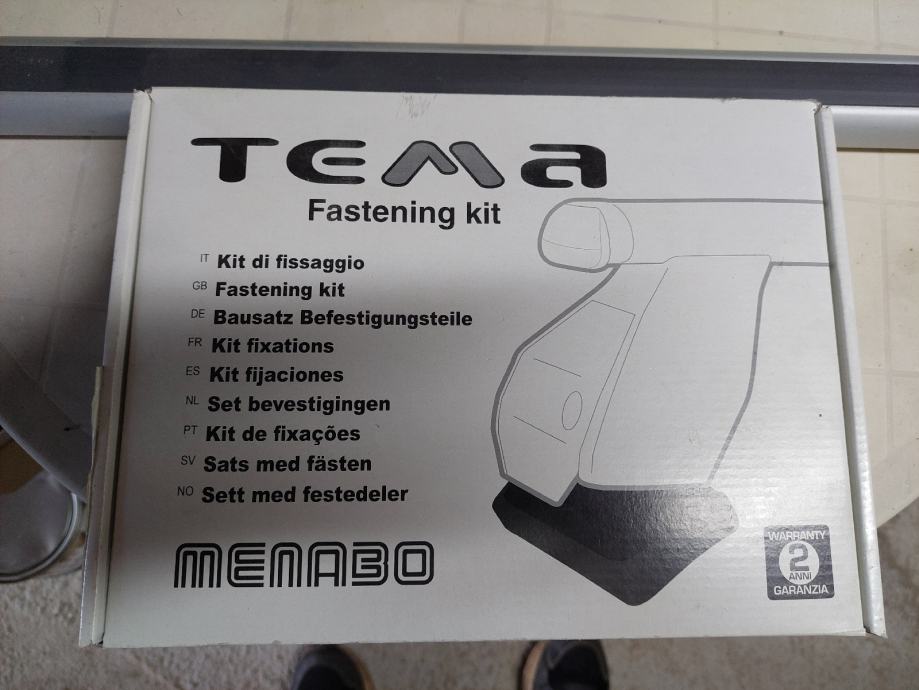 TEMA
Fastening kit
IT Kit di fissaggio
GB Fastening kit
DE Bausatz Befestigungsteile
FR Kit fixations
ES Kit fijaciones
NL Set bevestigingen
PT Kit de fixações
SV Sats med fästen
NO Sett med festedeler
MENABO
WARRANTY
2
ANNI
GARANZIA